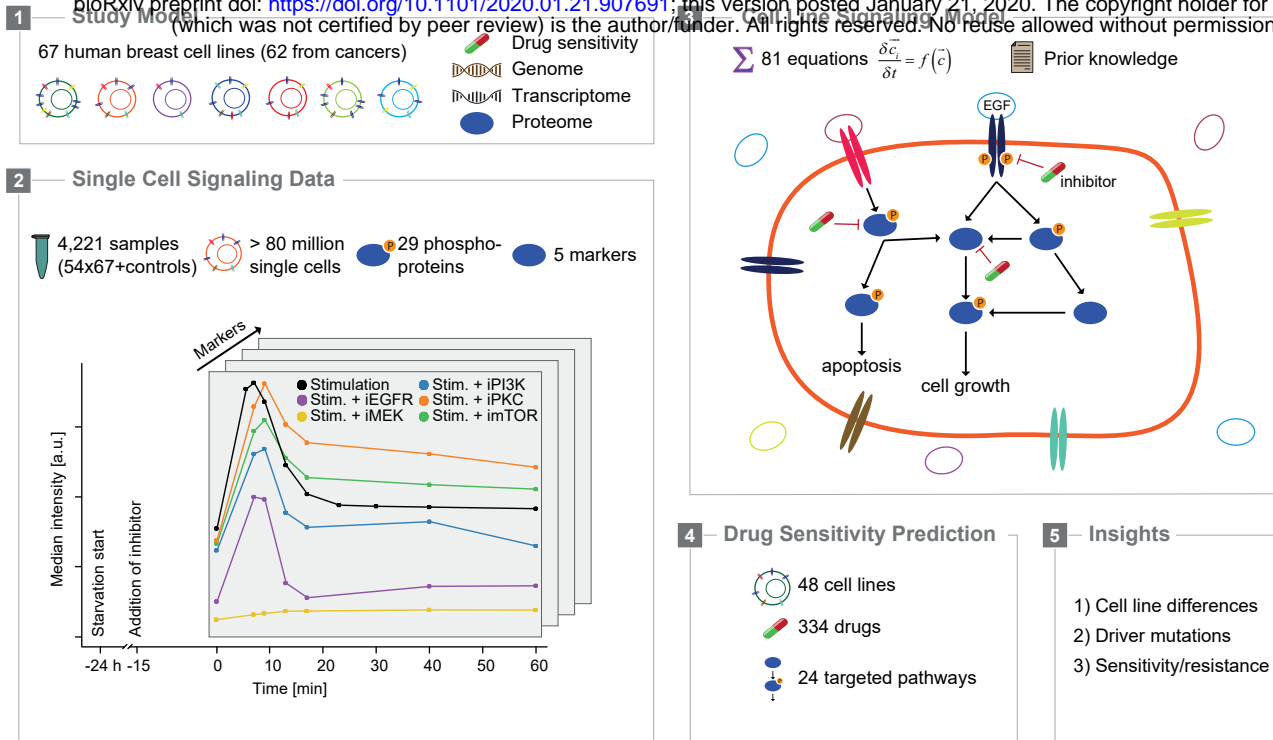 bioRxiv preprint doi: https://doi.org/10.1101/2020.01.21.907691; this version posted January 21, 2020. The copyright holder for
(which was not certified by peer review) is the author/funder. All rights reserved. No reuse allowed without permission
1 Study Model
67 human breast cell lines (62 from cancers)
Drug sensitivity
Genome
Transcriptome
Proteome
2 Single Cell Signaling Data
4,221 samples
(54x67+controls)
> 80 million
single cells
P
29 phospho-
proteins
5 markers
Markers
Stimulation
Stim. + iEGFR
Stim. + iMEK
Stim. + iPI3K
Stim. + iPKC
Stim. + imTOR
Median intensity [a.u.]
Starvation start
Addition of inhibitor
-24 h -15 0 10 20 30 40 50 60
Time [min]
3 Cell Line Signaling Model
∑ 81 equations δc⃗ᵢ/δt = f(c⃗)
Prior knowledge
EGF
P P
inhibitor
P
P
P
P
apoptosis
cell growth
4 Drug Sensitivity Prediction
48 cell lines
334 drugs
P
24 targeted pathways
5 Insights
1) Cell line differences
2) Driver mutations
3) Sensitivity/resistance